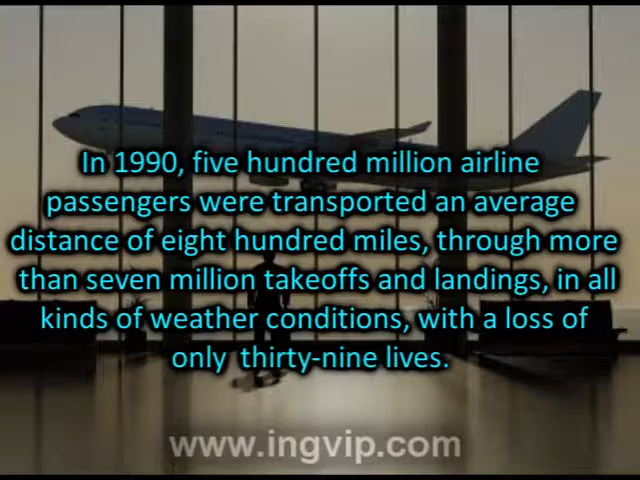 In 1990, five hundred million airline
passengers were transported an average
distance of eight hundred miles, through more
than seven million takeoffs and landings, in all
kinds of weather conditions, with a loss of
only thirty-nine lives.
www.ingvip.com